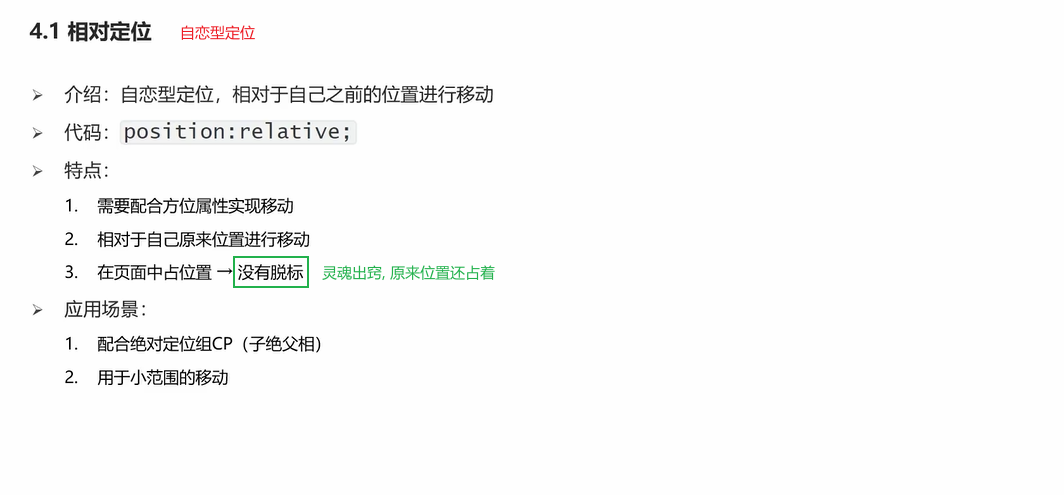 4.1 相对定位 自恋型定位
➢ 介绍：自恋型定位，相对于自己之前的位置进行移动
➢ 代码：position:relative;
➢ 特点：
1. 需要配合方位属性实现移动
2. 相对于自己原来位置进行移动
3. 在页面中占位置 → 没有脱标 灵魂出窍, 原来位置还占着
➢ 应用场景：
1. 配合绝对定位组CP（子绝父相）
2. 用于小范围的移动